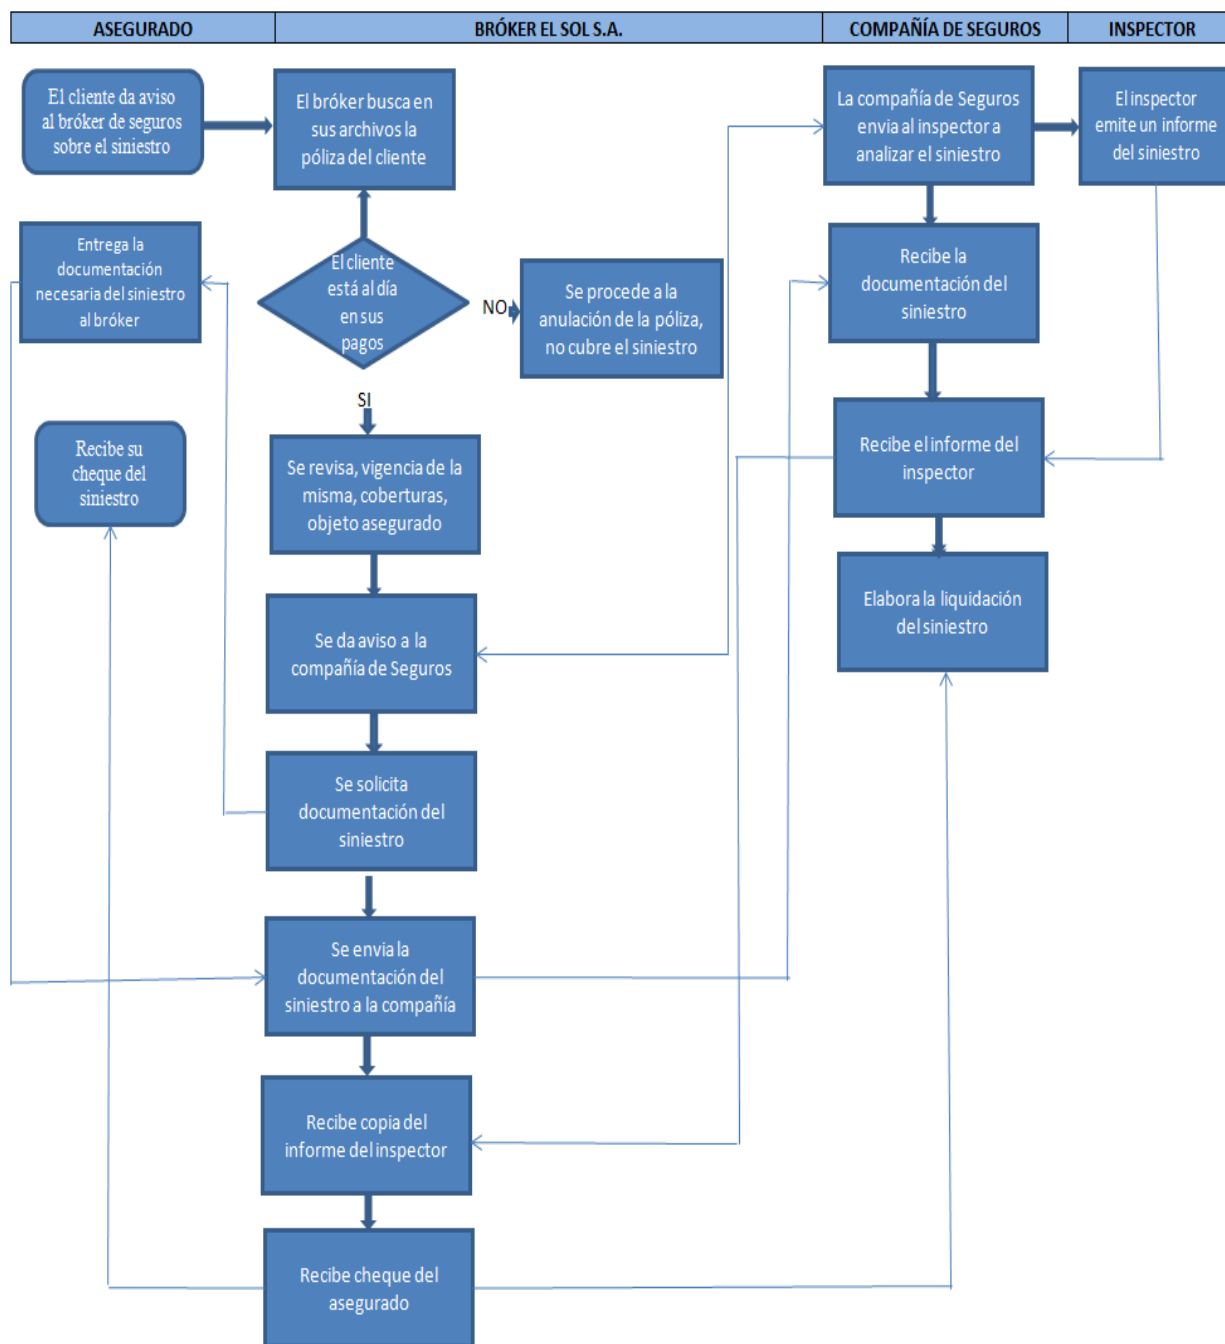 ASEGURADO
BRÓKER EL SOL S.A.
COMPAÑÍA DE SEGUROS
INSPECTOR
El cliente da aviso
al bróker de seguros
sobre el siniestro
El bróker busca en
sus archivos la
póliza del cliente
La compañía de Seguros
envia al inspector a
analizar el siniestro
El inspector
emite un informe
del siniestro
Entrega la
documentación
necesaria del siniestro
al bróker
El cliente
está al día
en sus
pagos
NO
Se procede a la
anulación de la póliza,
no cubre el siniestro
Recibe la
documentación del
siniestro
SI
Recibe su
cheque del
siniestro
Se revisa, vigencia de la
misma, coberturas,
objeto asegurado
Recibe el informe del
inspector
Se da aviso a la
compañía de Seguros
Elabora la liquidación
del siniestro
Se solicita
documentación del
siniestro
Se envia la
documentación del
siniestro a la compañía
Recibe copia del
informe del inspector
Recibe cheque del
asegurado